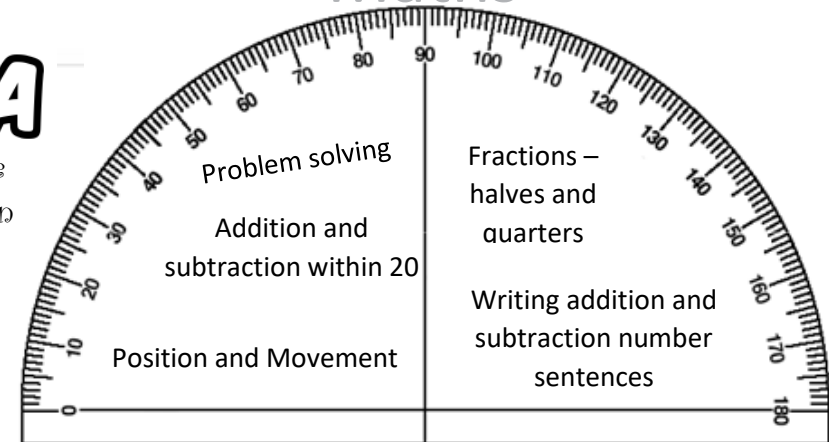 A
0
10
20
30
40
50
60
70
80
90
100
110
120
130
140
150
160
170
180
Problem solving
Addition and
subtraction within 20
Position and Movement
Fractions –
halves and
quarters
Writing addition and
subtraction number
sentences